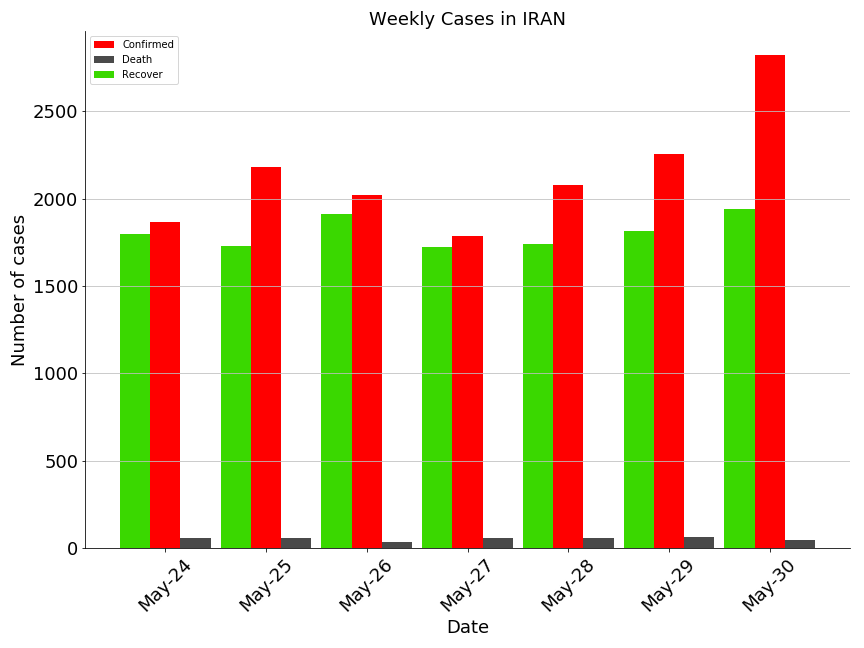 Weekly Cases in IRAN
Confirmed
Death
Recover
Number of cases
2500
2000
1500
1000
500
0
May-24
May-25
May-26
May-27
May-28
May-29
May-30
Date